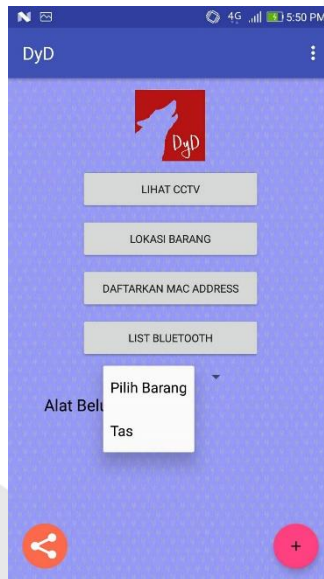 4G 5:50 PM
DyD
DyD
LIHAT CCTV
LOKASI BARANG
DAFTARKAN MAC ADDRESS
LIST BLUETOOTH
Pilih Barang
Alat
Tas
+